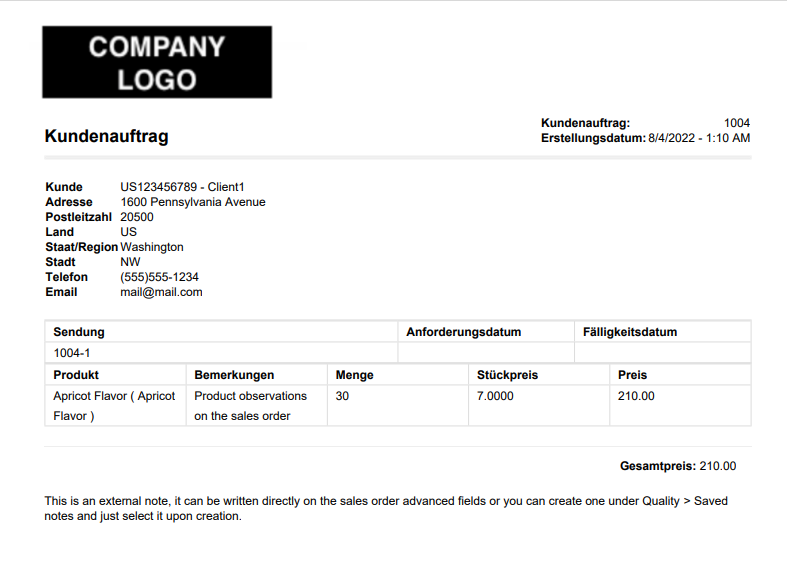 COMPANY
LOGO
Kundenauftrag
Kundenauftrag: 1004
Erstellungsdatum: 8/4/2022 - 1:10 AM
Kunde US123456789 - Client1
Adresse 1600 Pennsylvania Avenue
Postleitzahl 20500
Land US
Staat/Region Washington
Stadt NW
Telefon (555)555-1234
Email mail@mail.com
Sendung Anforderungsdatum Fälligkeitsdatum
1004-1
Produkt Bemerkungen Menge Stückpreis Preis
Apricot Flavor ( Apricot Product observations 30 7.0000 210.00
Flavor ) on the sales order
Gesamtpreis: 210.00
This is an external note, it can be written directly on the sales order advanced fields or you can create one under Quality > Saved
notes and just select it upon creation.